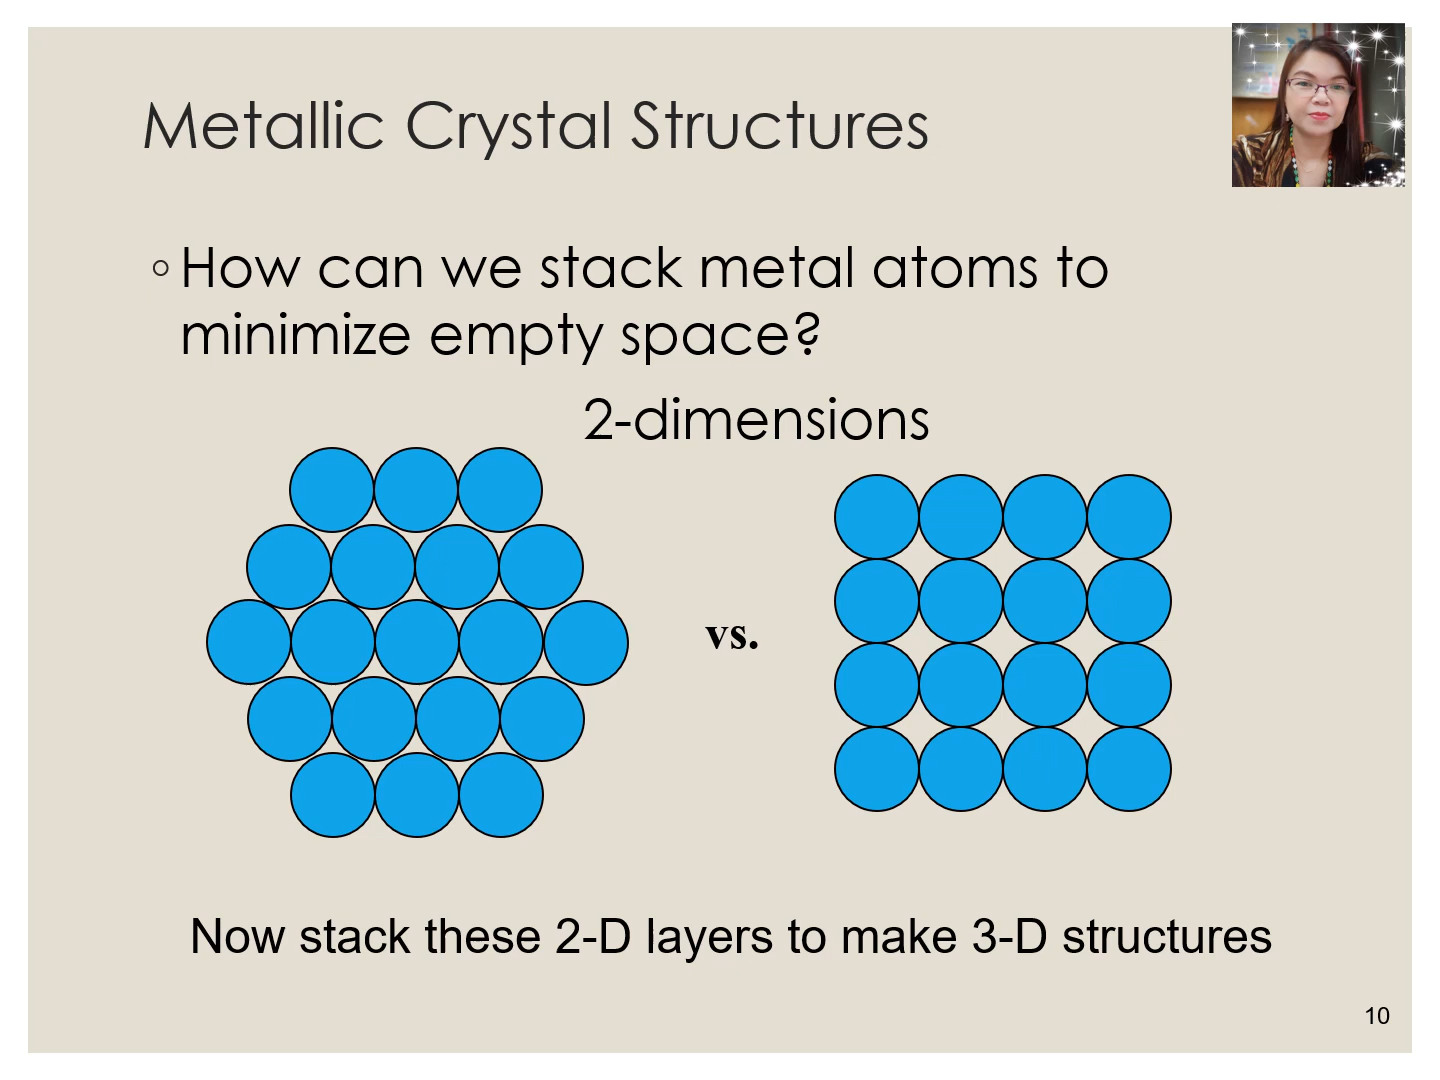 Metallic Crystal Structures
◦How can we stack metal atoms to
minimize empty space?
2-dimensions
vs.
Now stack these 2-D layers to make 3-D structures
10